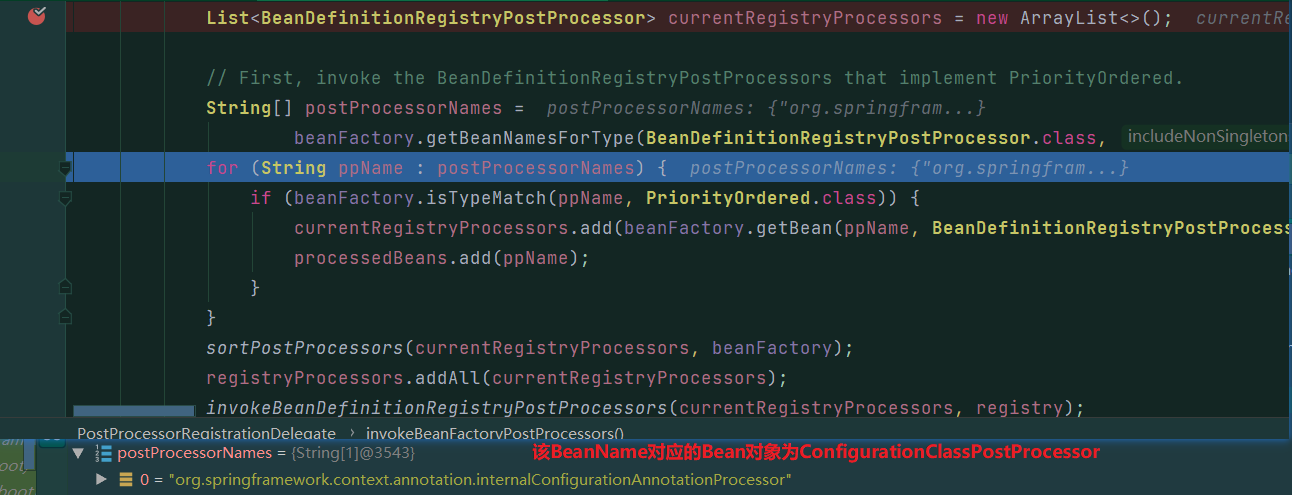 List<BeanDefinitionRegistryPostProcessor> currentRegistryProcessors = new ArrayList<>(); currentRe
// First, invoke the BeanDefinitionRegistryPostProcessors that implement PriorityOrdered.
String[] postProcessorNames = postProcessorNames: {"org.springfram...}
beanFactory.getBeanNamesForType(BeanDefinitionRegistryPostProcessor.class, includeNonSingleton
for (String ppName : postProcessorNames) { postProcessorNames: {"org.springfram...}
if (beanFactory.isTypeMatch(ppName, PriorityOrdered.class)) {
currentRegistryProcessors.add(beanFactory.getBean(ppName, BeanDefinitionRegistryPostProcess
processedBeans.add(ppName);
}
}
sortPostProcessors(currentRegistryProcessors, beanFactory);
registryProcessors.addAll(currentRegistryProcessors);
invokeBeanDefinitionRegistryPostProcessors(currentRegistryProcessors, registry);
PostProcessorRegistrationDelegate › invokeBeanFactoryPostProcessors()
postProcessorNames = {String[1]@3543} 该BeanName对应的Bean对象为ConfigurationClassPostProcessor
0 = "org.springframework.context.annotation.internalConfigurationAnnotationProcessor"